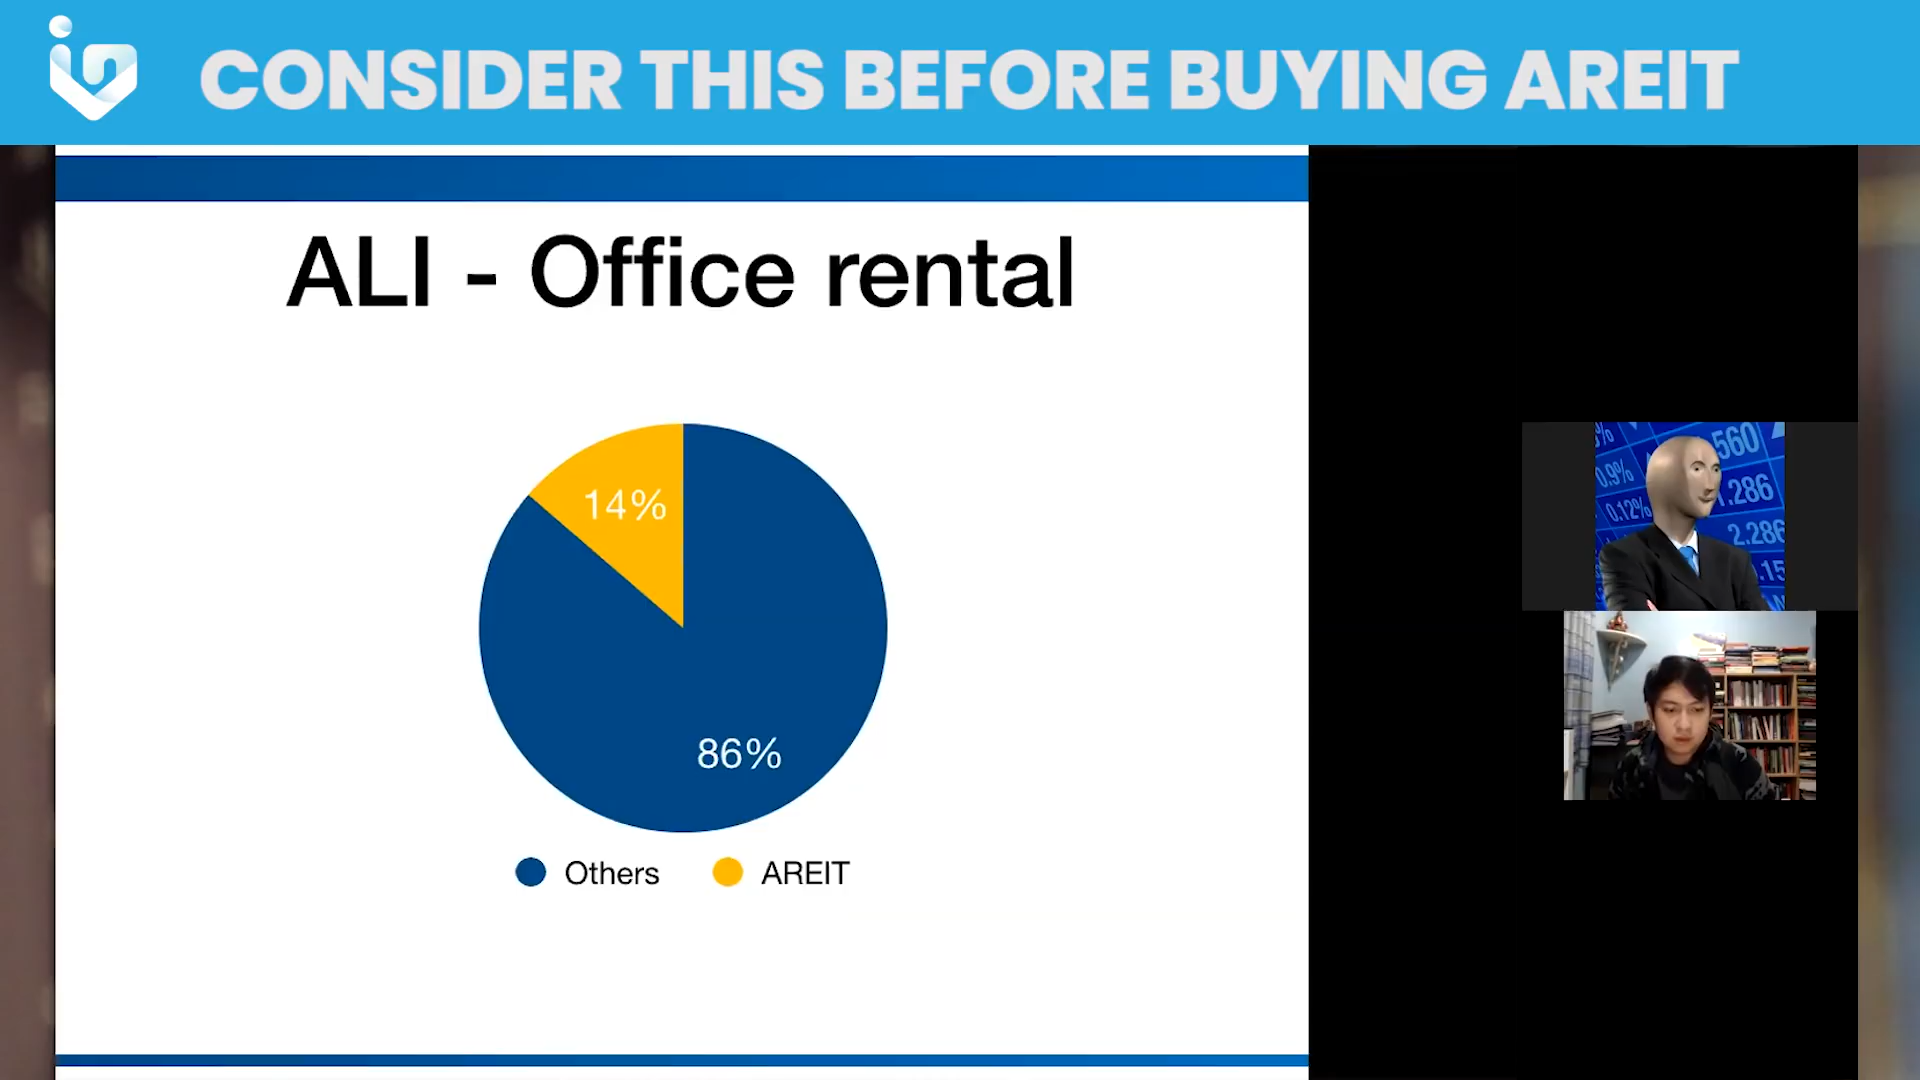 CONSIDER THIS BEFORE BUYING AREIT
ALI - Office rental
14%
86%
Others
AREIT
560
0.9%
1.286
0.12%
2.286